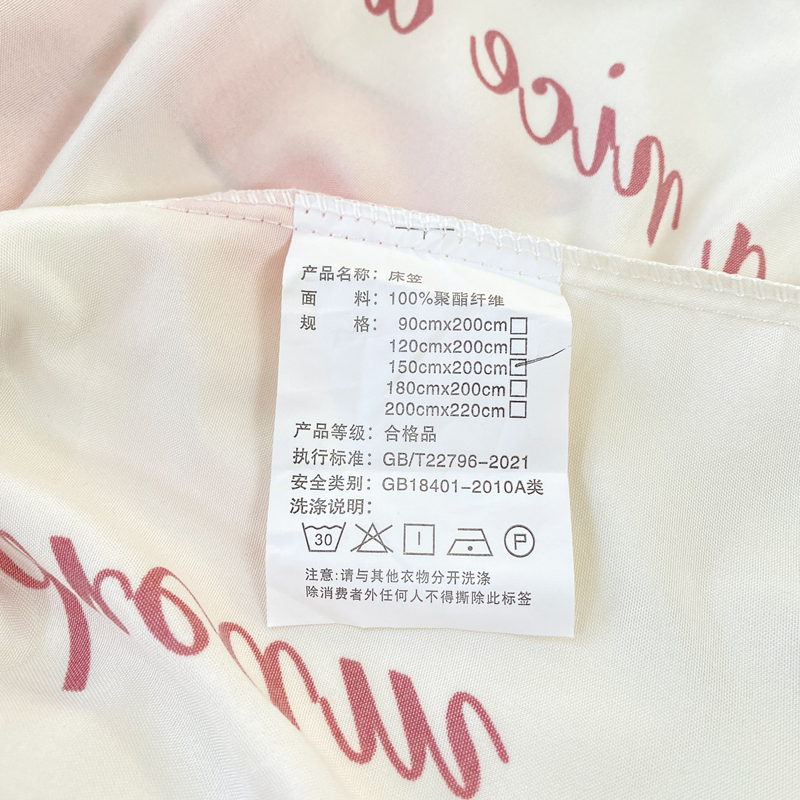 nice
产品名称：床笠
面 料：100%聚酯纤维
规 格： 90cmx200cm□
120cmx200cm□
150cmx200cm☑
180cmx200cm□
200cmx220cm□
产品等级：合格品
执行标准：GB/T22796-2021
安全类别：GB18401-2010A类
洗涤说明：
30
P
注意:请与其他衣物分开洗涤
除消费者外任何人不得撕除此标签